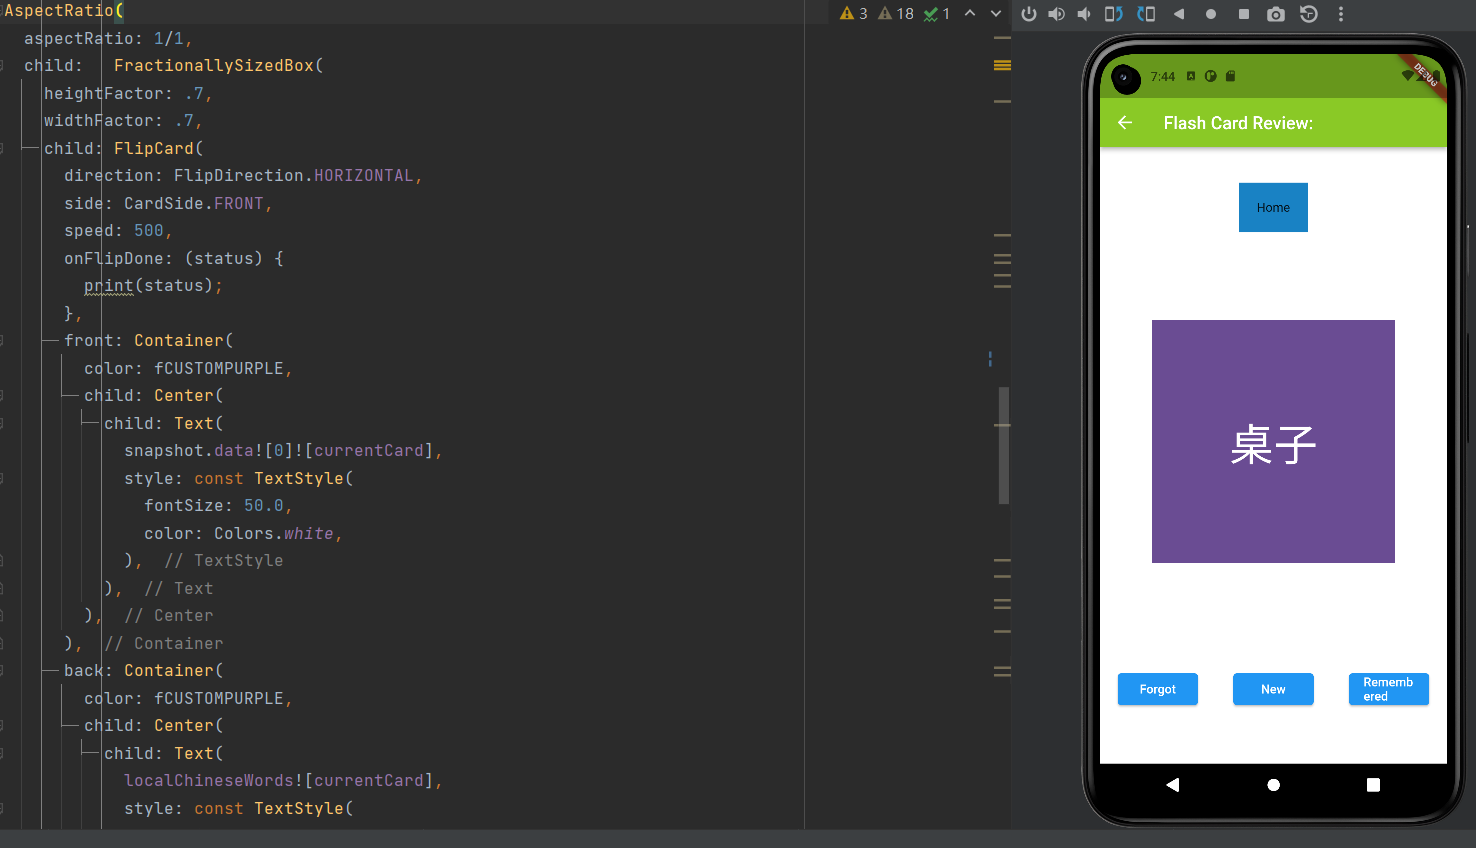 AspectRatio(
aspectRatio: 1/1,
child:   FractionallySizedBox(
heightFactor: .7,
widthFactor: .7,
child: FlipCard(
direction: FlipDirection.HORIZONTAL,
side: CardSide.FRONT,
speed: 500,
onFlipDone: (status) {
print(status);
},
front: Container(
color: fCUSTOMPURPLE,
child: Center(
child: Text(
snapshot.data![0]![currentCard],
style: const TextStyle(
fontSize: 50.0,
color: Colors.white,
),  // TextStyle
),  // Text
),  // Center
),  // Container
back: Container(
color: fCUSTOMPURPLE,
child: Center(
child: Text(
localChineseWords![currentCard],
style: const TextStyle(
3 18 1
7:44
DEBUG
Flash Card Review:
Home
桌子
Forgot
New
Rememb
ered